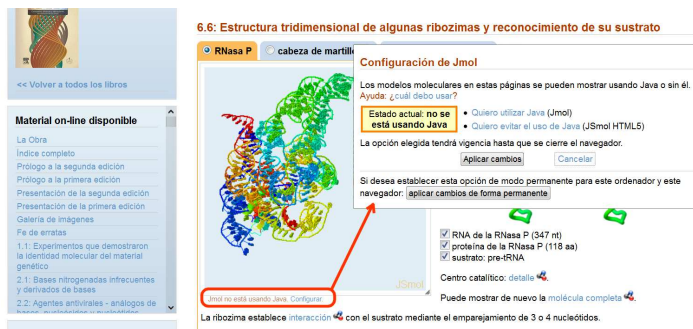 << Volver a todos los libros
Material on-line disponible
La Obra
Índice completo
Prólogo a la segunda edición
Prólogo a la primera edición
Presentación de la segunda edición
Presentación de la primera edición
Galería de imágenes
Fe de erratas
1.1: Experimentos que demostraron
la identidad molecular del material
genético
2.1: Bases nitrogenadas infrecuentes
y derivados de bases
2.2: Agentes antivirales - análogos de
6.6: Estructura tridimensional de algunas ribozimas y reconocimiento de su sustrato
RNasa P
cabeza de martill
JSmol
Jmol no está usando Java. Configurar
Configuración de Jmol
Los modelos moleculares en estas páginas se pueden mostrar usando Java o sin él.
Ayuda: ¿cuál debo usar?
Estado actual: no se
está usando Java
Quiero utilizar Java (Jmol)
Quiero evitar el uso de Java (JSmol HTML5)
La opción elegida tendrá vigencia hasta que se cierre el navegador.
Aplicar cambios
Cancelar
Si desea establecer esta opción de modo permanente para este ordenador y este
navegador: aplicar cambios de forma permanente
RNA de la RNasa P (347 nt)
proteína de la RNasa P (118 aa)
sustrato: pre-tRNA
Centro catalítico: detalle
Puede mostrar de nuevo la molécula completa
La ribozima establece interacción con el sustrato mediante el emparejamiento de 3 o 4 nucleótidos.